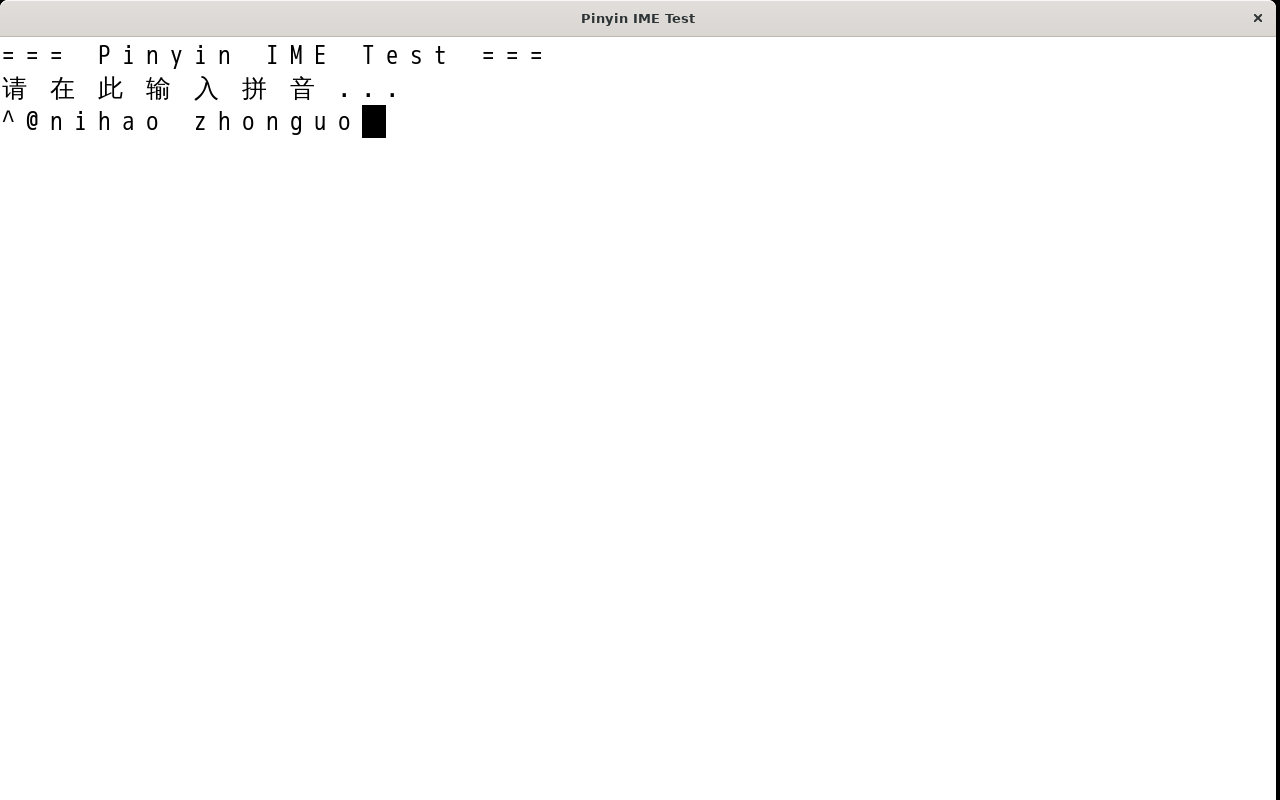 Pinyin IME Test
=== Pinyin IME Test ===
请在此输入拼音...
^@nihao zhonguo